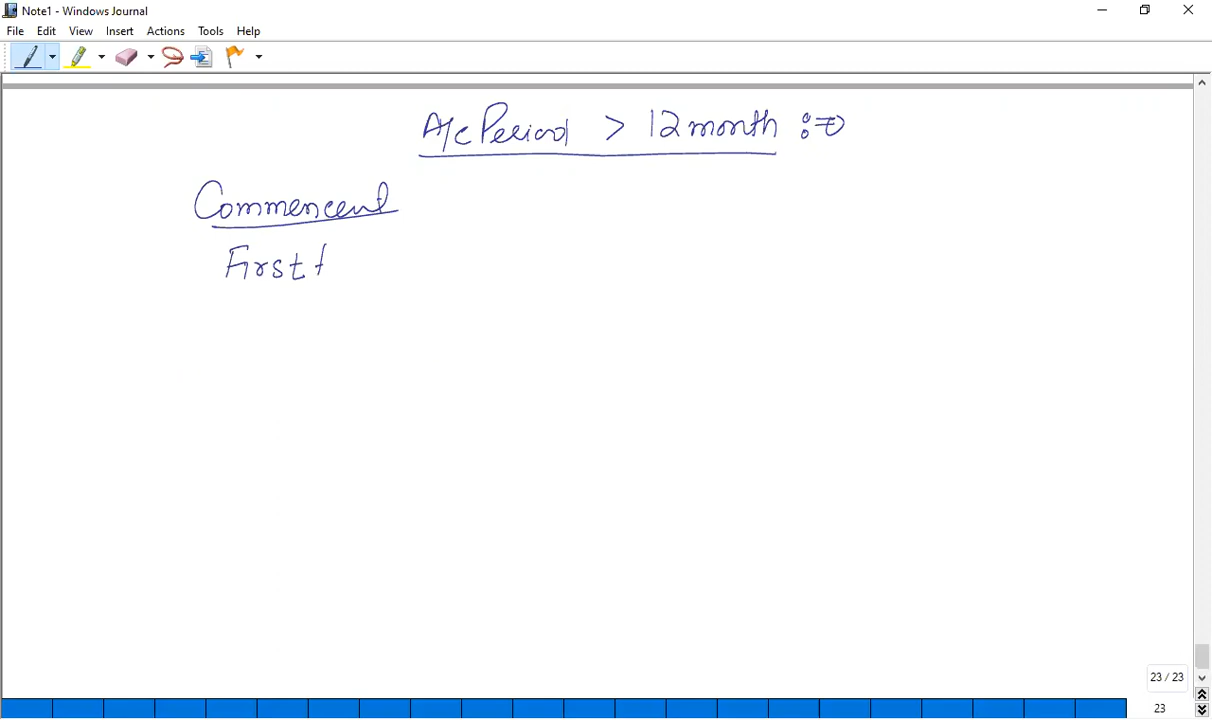 Note1 - Windows Journal
File Edit View Insert Actions Tools Help
A/c Period > 12 month :
Commencent
First
23 / 23
23